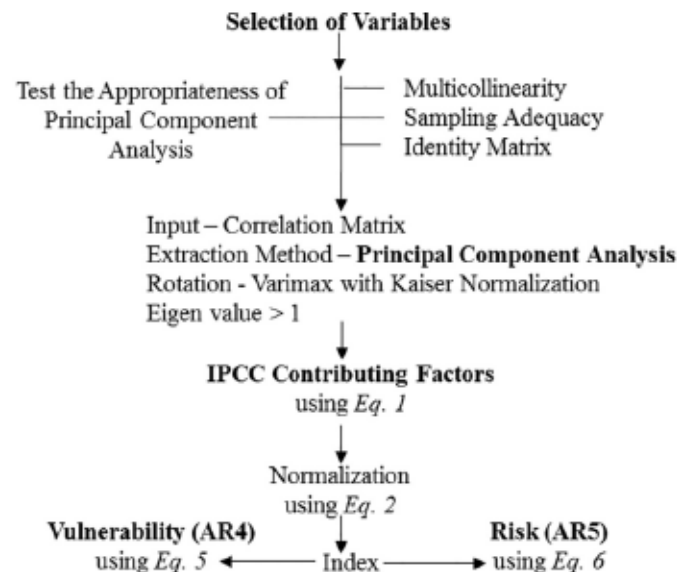 Selection of Variables
Test the Appropriateness of
Principal Component
Analysis
Multicollinearity
Sampling Adequacy
Identity Matrix
Input – Correlation Matrix
Extraction Method – Principal Component Analysis
Rotation - Varimax with Kaiser Normalization
Eigen value > 1
IPCC Contributing Factors
using Eq. 1
Normalization
using Eq. 2
Vulnerability (AR4)
using Eq. 5
Index
Risk (AR5)
using Eq. 6